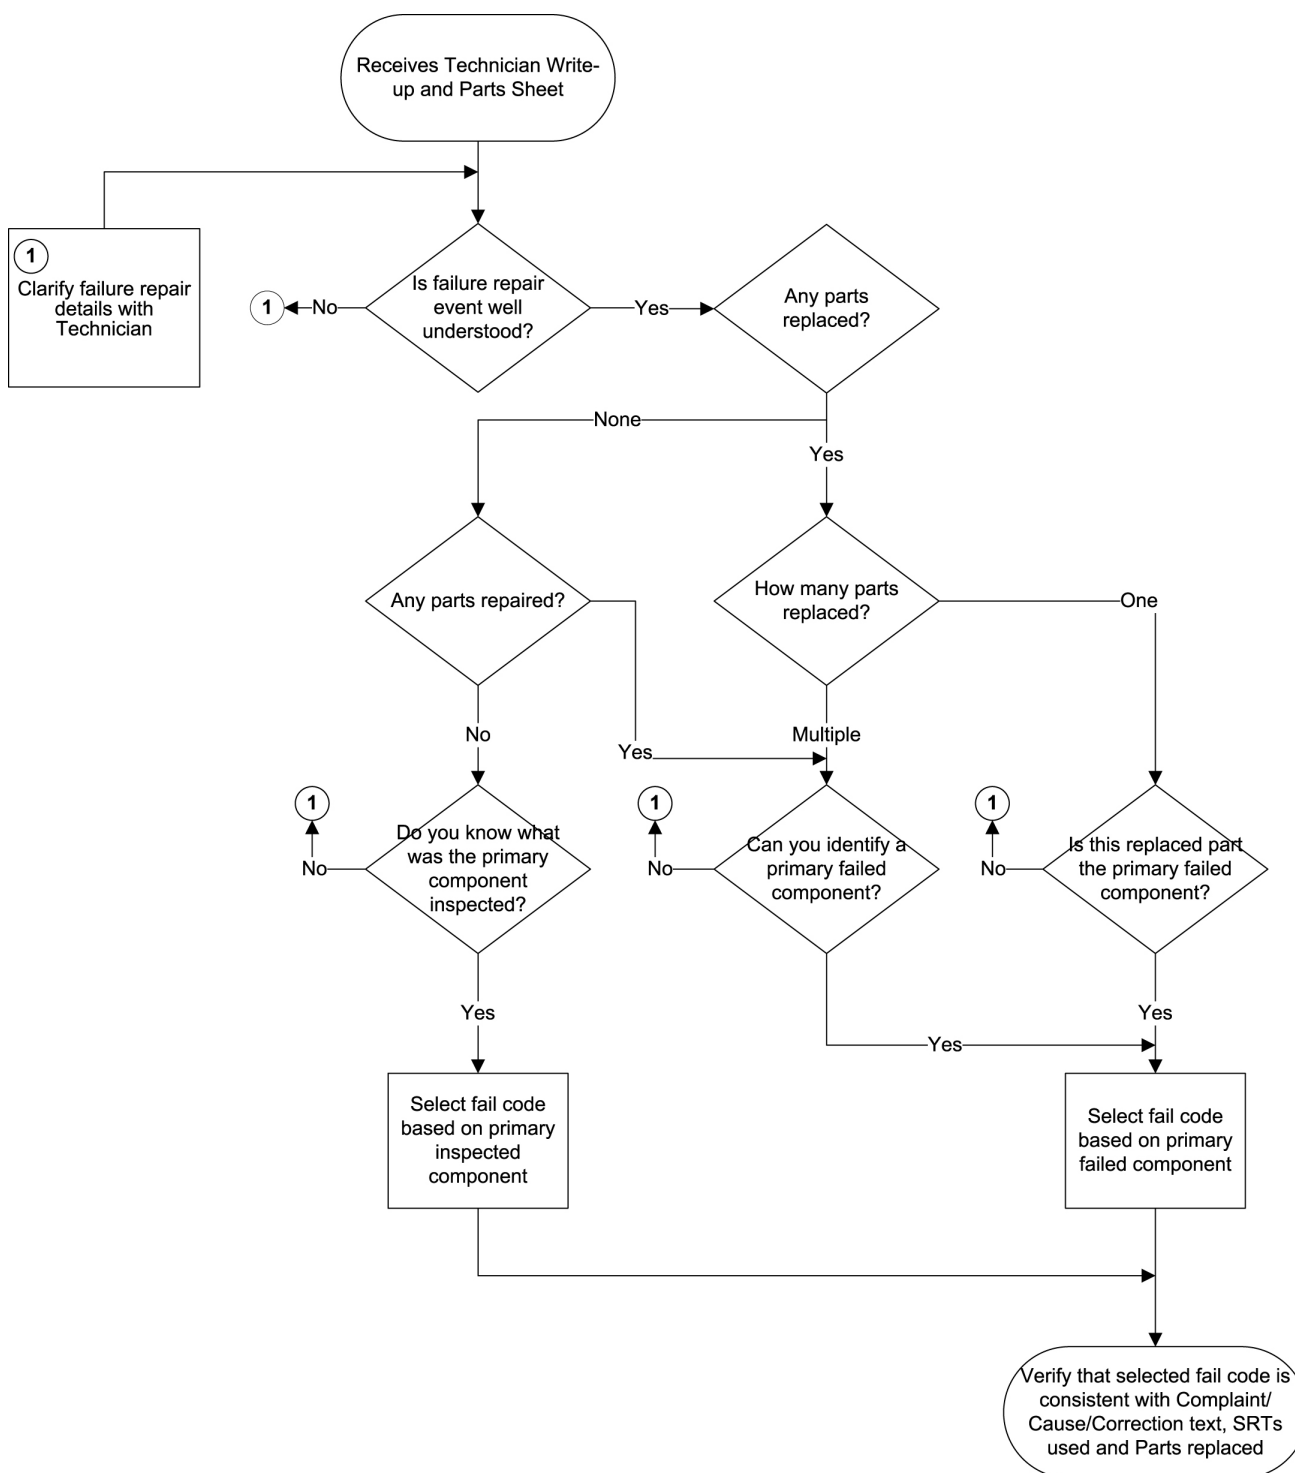 Receives Technician Write-
up and Parts Sheet
1
Clarify failure repair
details with
Technician
1
No
Is failure repair
event well
understood?
Yes
Any parts
replaced?
None
Yes
Any parts repaired?
How many parts
replaced?
One
No
Yes
Multiple
1
No
Do you know what
was the primary
component
inspected?
1
No
Can you identify a
primary failed
component?
1
No
Is this replaced part
the primary failed
component?
Yes
Yes
Yes
Select fail code
based on primary
inspected
component
Select fail code
based on primary
failed component
Verify that selected fail code is
consistent with Complaint/
Cause/Correction text, SRTs
used and Parts replaced